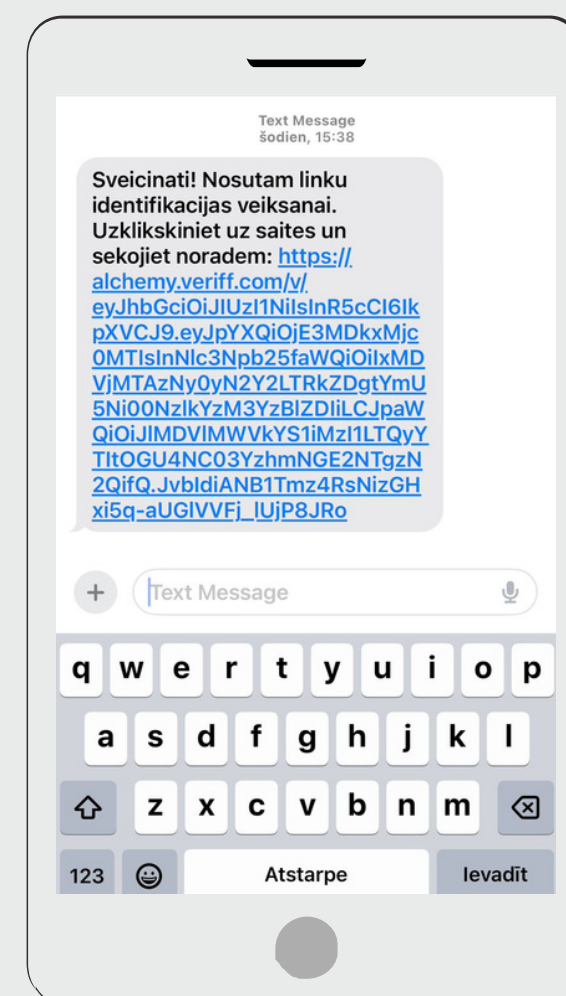 Text Message
šodien, 15:38
Sveicinati! Nosutam linku
identifikacijas veiksanai.
Uzklikskiniet uz saites un
sekojiet noradem: https://
alchemy.veriff.com/v/
eyJhbGciOiJIUzI1NiIsInR5cCI6Ik
pXVCJ9.eyJpYXQiOjE3MDkxMjc
0MTIsInNlc3Npb25faWQiOiIxMD
VjMTAzNy0yN2Y2LTRkZDgtYmU
5Ni00NzlkYzM3YzBlZDIiLCJpaW
QiOiJlMDVlMWVkYS1iMzI1LTQyY
TItOGU4NC03YzhmNGE2NTgzN
2QifQ.JvbIdiANB1Tmz4RsNizGH
xi5q-aUGlVVFj_lUjP8JRo
Text Message
q w e r t y u i o p
a s d f g h j k l
z x c v b n m
123 Atstarpe Ievadīt